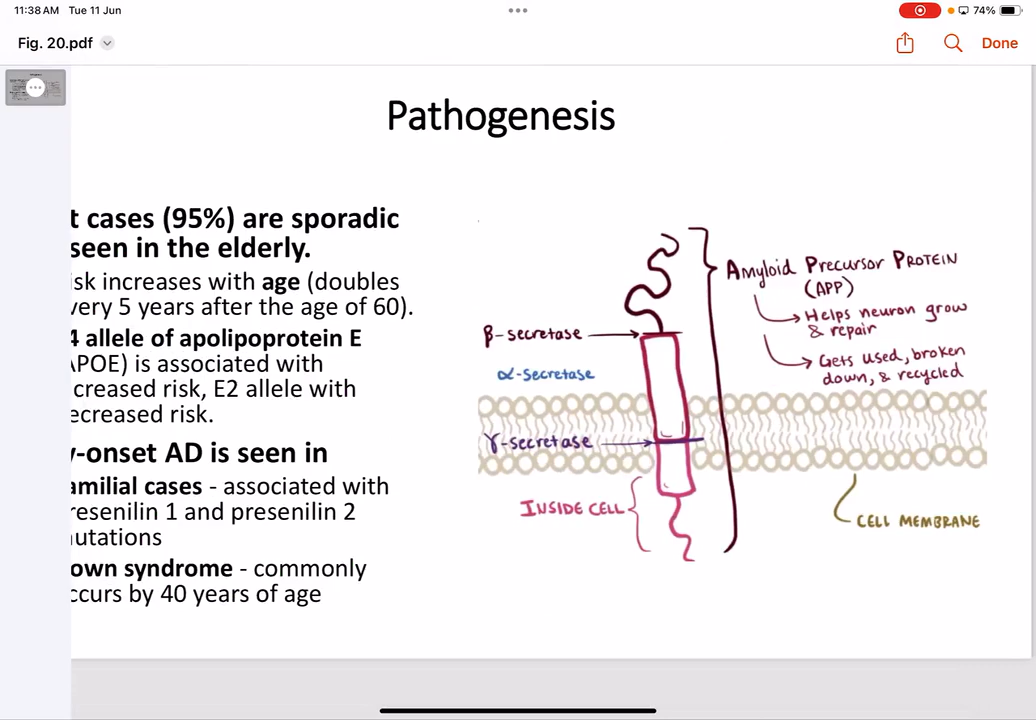 11:38 AM Tue 11 Jun
74%
Fig. 20.pdf
Done
Pathogenesis
t cases (95%) are sporadic
seen in the elderly.
isk increases with age (doubles
very 5 years after the age of 60).
4 allele of apolipoprotein E
APOE) is associated with
creased risk, E2 allele with
ecreased risk.
y-onset AD is seen in
amilial cases - associated with
resenilin 1 and presenilin 2
utations
own syndrome - commonly
ccurs by 40 years of age
AMYLOID PRECURSOR PROTEIN
(APP)
Helps neuron grow
& repair
Gets used, broken
down, & recycled
β-secretase
α-secretase
γ-secretase
INSIDE CELL
CELL MEMBRANE